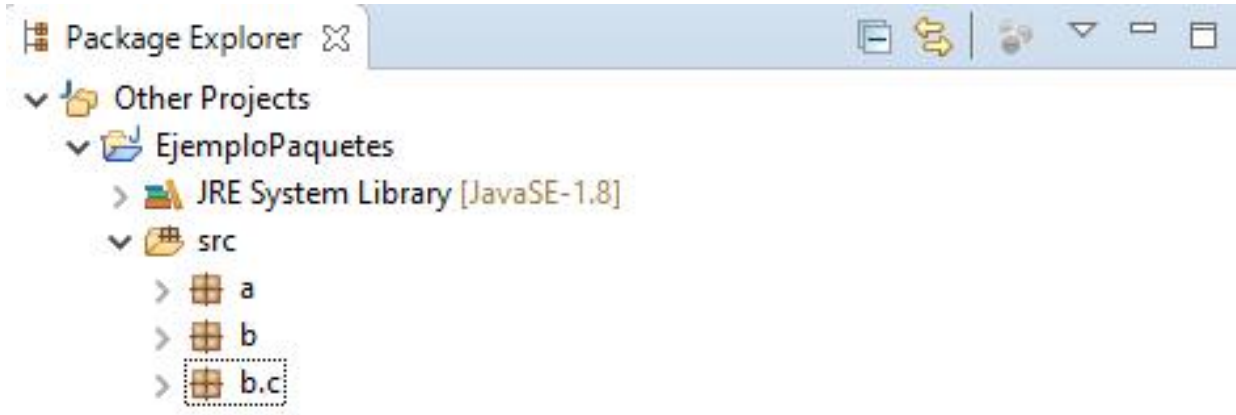 Package Explorer
Other Projects
EjemploPaquetes
JRE System Library [JavaSE-1.8]
src
a
b
b.c